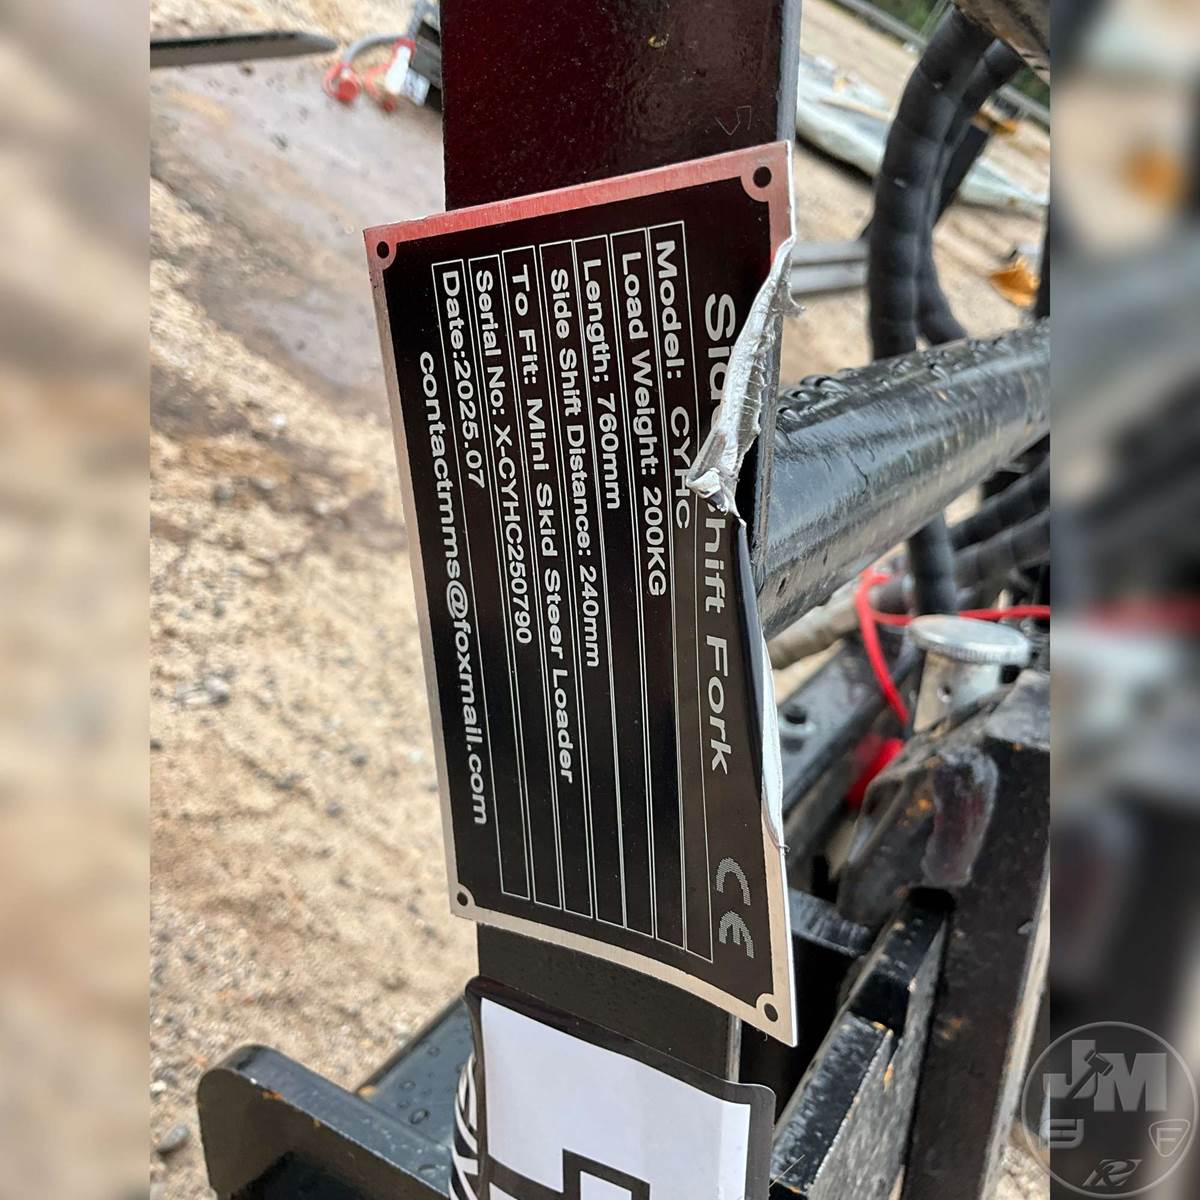 Side Shift Fork CE
Model: CYHC
Load Weight: 200KG
Length; 760mm
Side Shift Distance: 240mm
To Fit: Mini Skid Steer Loader
Serial No: X-CYHC250790
Date:2025.07
contactmms@foxmail.com
JM